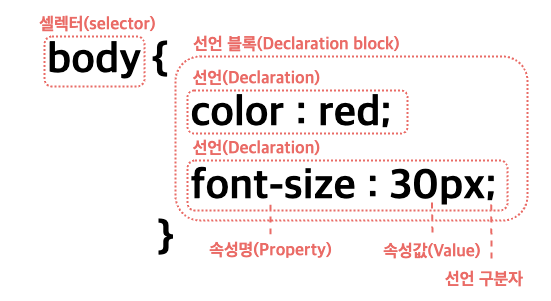 셀렉터(selector)
body {
선언 블록(Declaration block)
선언(Declaration)
color : red;
선언(Declaration)
font-size : 30px;
}
속성명(Property)
속성값(Value)
선언 구분자